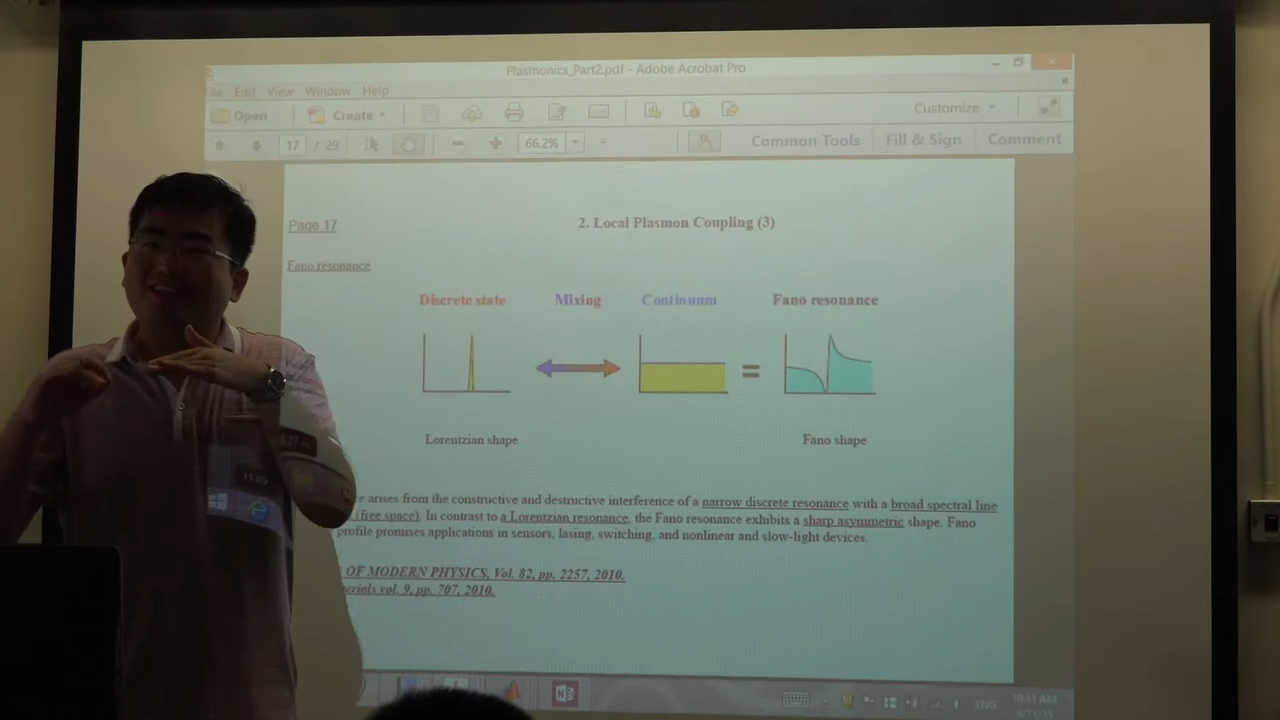 Plasmonics_Part2.pdf - Adobe Acrobat Pro
Edit View Window Help
Open Create Customize
17 / 29 66.2% Common Tools Fill & Sign Comment
Page 17 2. Local Plasmon Coupling (3)
Fano resonance
Discrete state Mixing Continuum Fano resonance
=
Lorentzian shape Fano shape
arises from the constructive and destructive interference of a narrow discrete resonance with a broad spectral line
(free space). In contrast to a Lorentzian resonance, the Fano resonance exhibits a sharp asymmetric shape. Fano
profile promises applications in sensors, lasing, switching, and nonlinear and slow-light devices.
OF MODERN PHYSICS, Vol. 82, pp. 2257, 2010.
vol. 9, pp. 707, 2010.
ENG